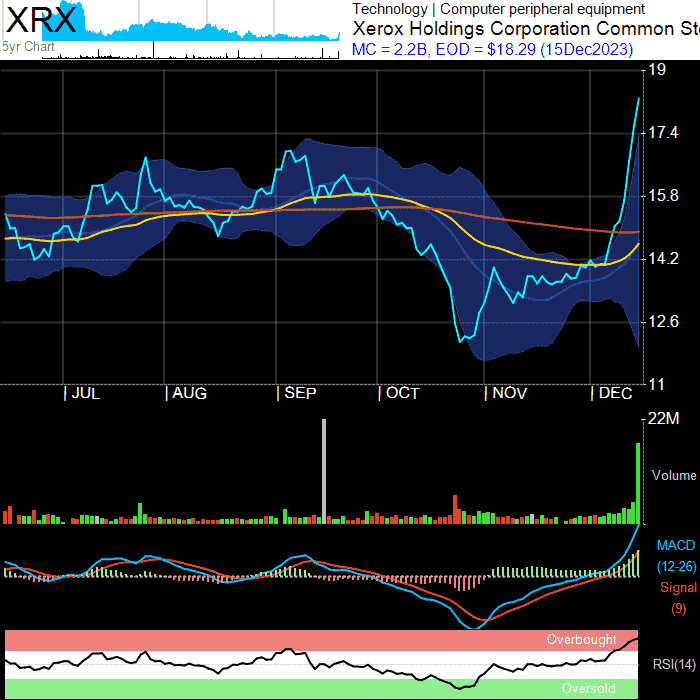 XRX
5yr Chart
Technology | Computer peripheral equipment
Xerox Holdings Corporation Common Sto
MC = 2.2B, EOD = $18.29 (15Dec2023)
19
17.4
15.8
14.2
12.6
11
| JUL | AUG | SEP | OCT | NOV | DEC
22M
Volume
MACD
(12-26)
Signal
(9)
Overbought
RSI(14)
Oversold